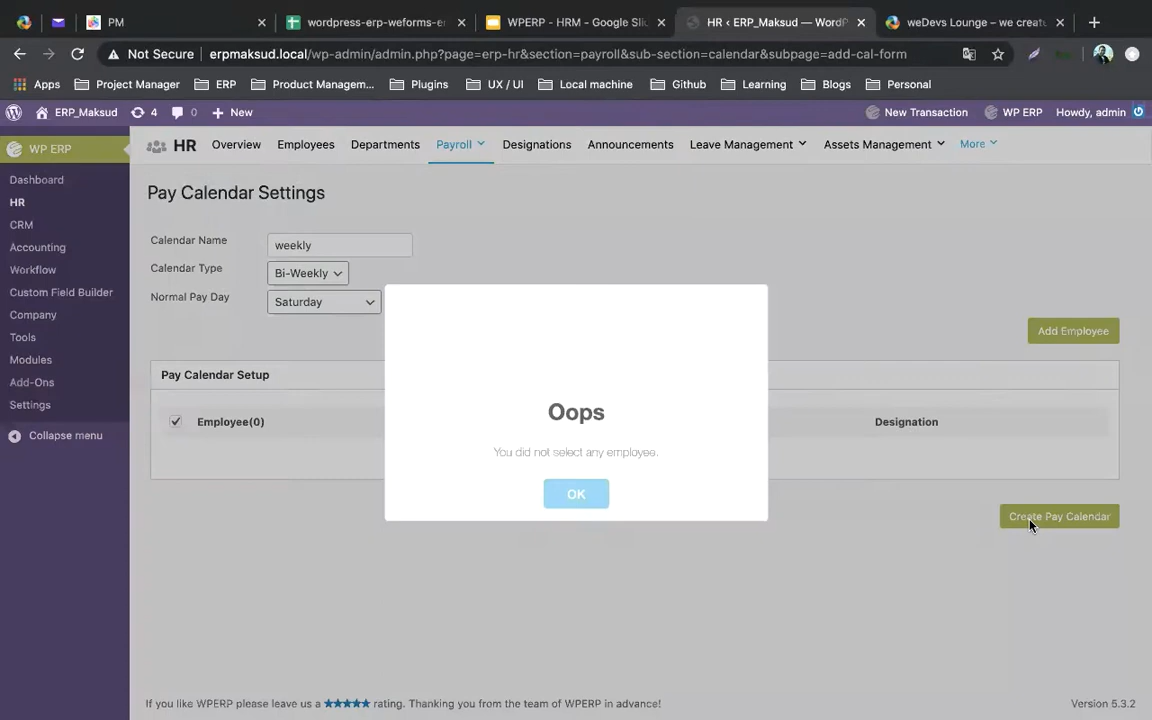 PM
wordpress-erp-weforms-er
WPERP - HRM - Google Slid
HR ‹ ERP_Maksud — WordP
weDevs Lounge – we creatu
Not Secure
erpmaksud.local/wp-admin/admin.php?page=erp-hr&section=payroll&sub-section=calendar&subpage=add-cal-form
Apps
Project Manager
ERP
Product Managem...
Plugins
UX / UI
Local machine
Github
Learning
Blogs
Personal
ERP_Maksud
4
0
New
New Transaction
WP ERP
Howdy, admin
WP ERP
HR
Overview
Employees
Departments
Payroll
Designations
Announcements
Leave Management
Assets Management
More
Dashboard
HR
CRM
Accounting
Workflow
Custom Field Builder
Company
Tools
Modules
Add-Ons
Settings
Collapse menu
Pay Calendar Settings
Calendar Name
weekly
Calendar Type
Bi-Weekly
Normal Pay Day
Saturday
Add Employee
Pay Calendar Setup
Employee(0)
Designation
Oops
You did not select any employee.
OK
Create Pay Calendar
If you like WPERP please leave us a ★★★★★ rating. Thanking you from the team of WPERP in advance!
Version 5.3.2